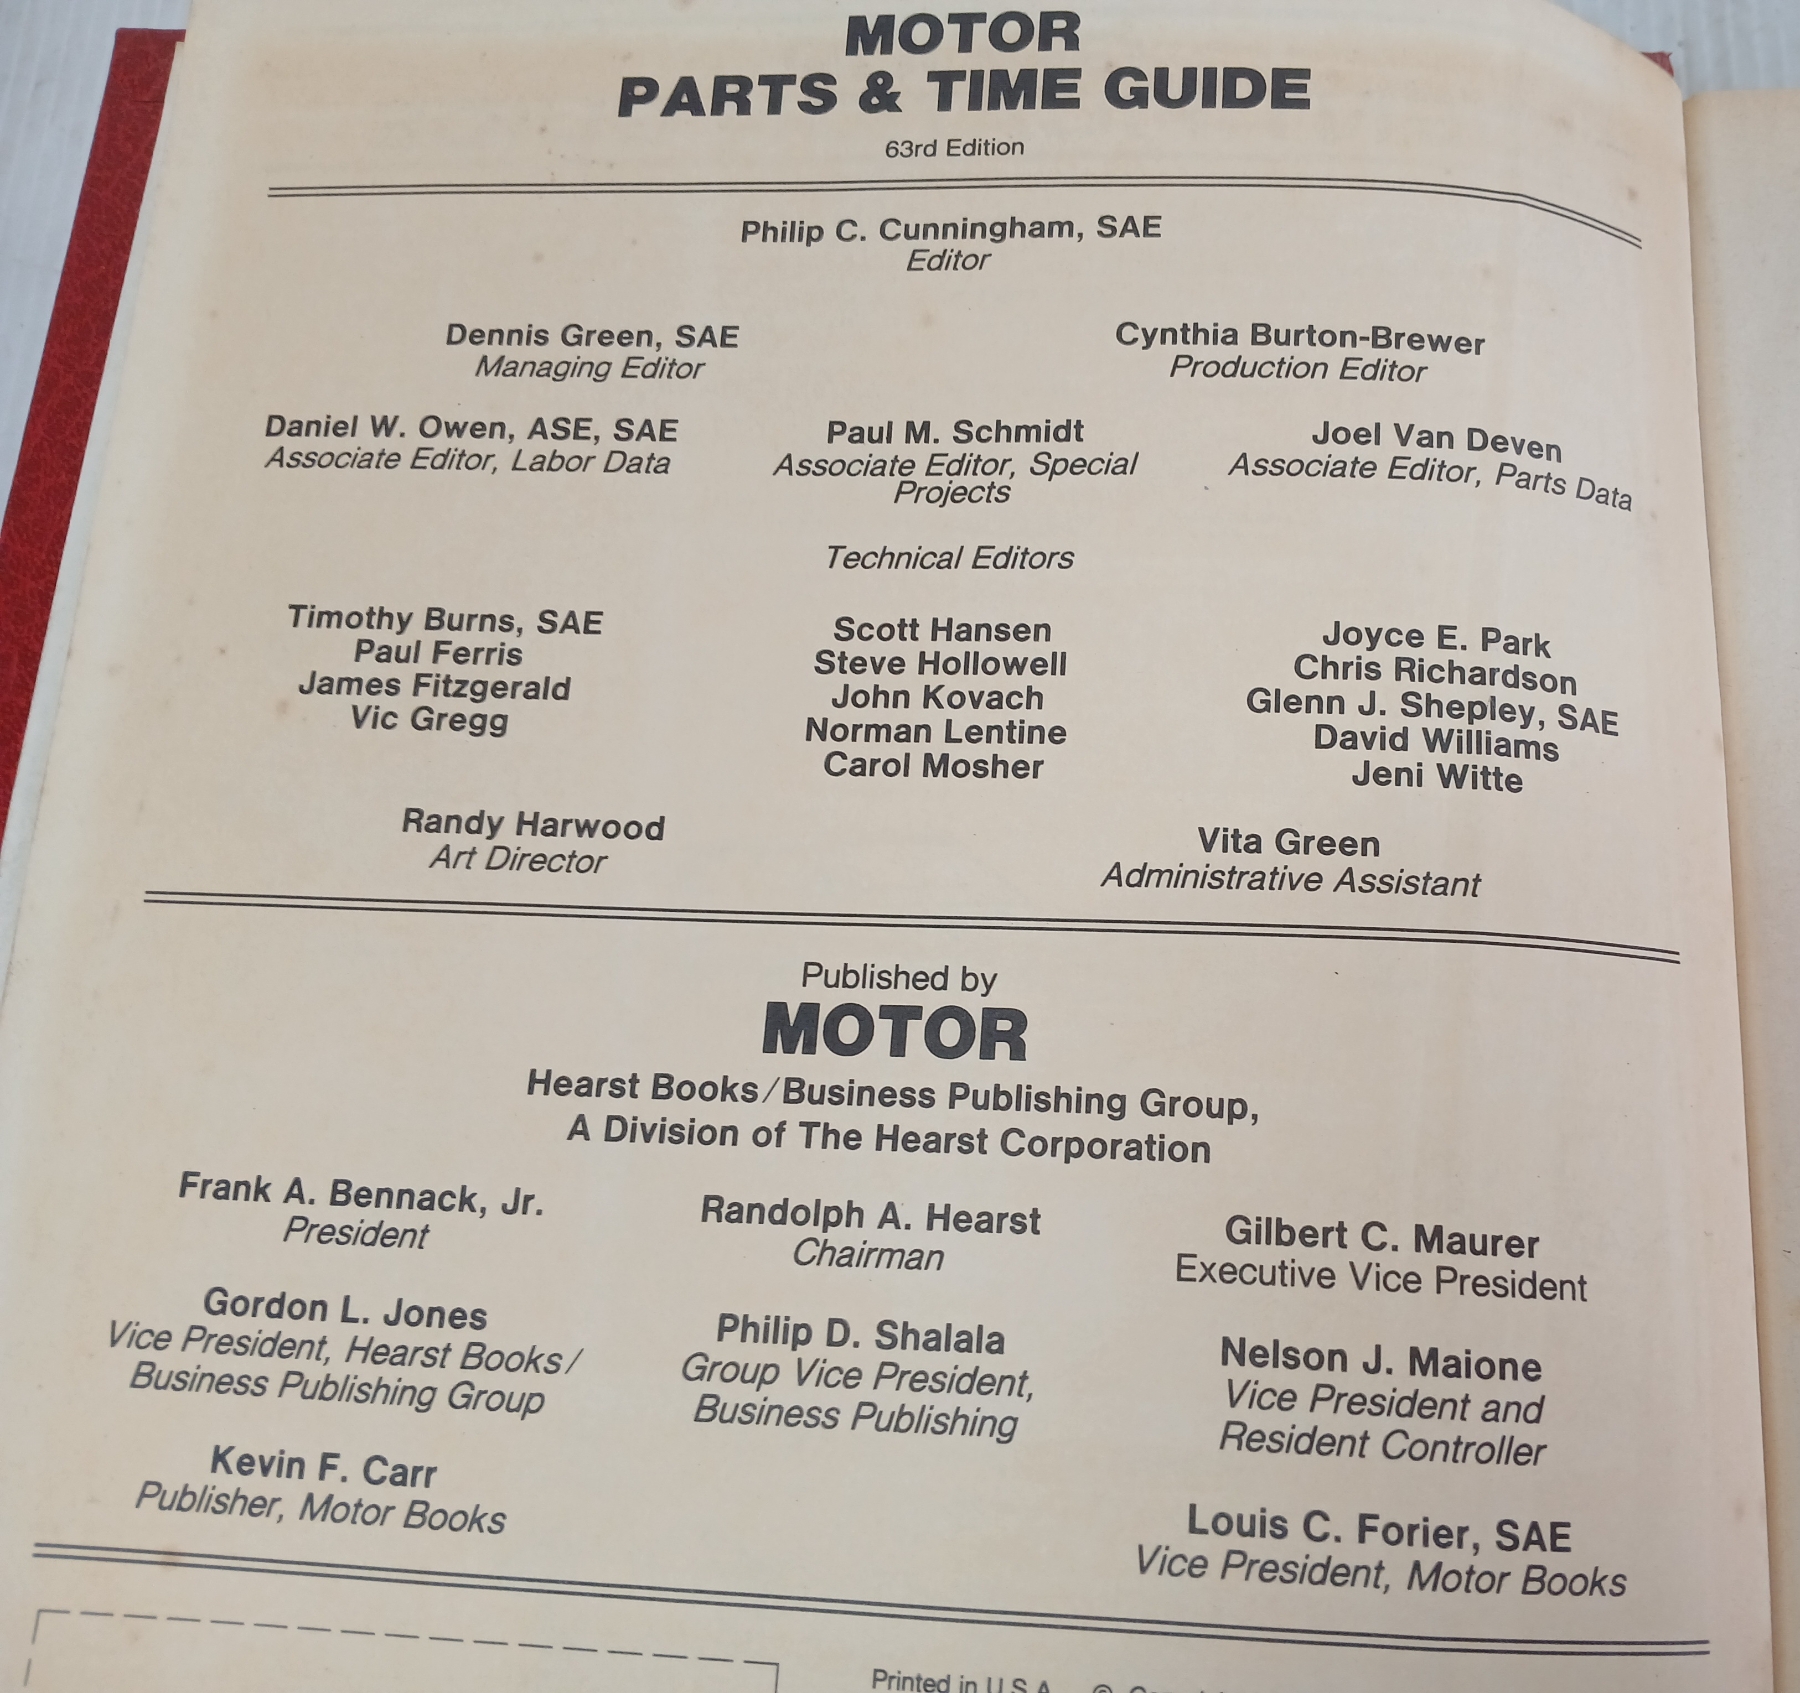 MOTOR
PARTS & TIME GUIDE
63rd Edition
Philip C. Cunningham, SAE
Editor
Dennis Green, SAE
Managing Editor
Cynthia Burton-Brewer
Production Editor
Daniel W. Owen, ASE, SAE
Associate Editor, Labor Data
Paul M. Schmidt
Associate Editor, Special
Projects
Joel Van Deven
Associate Editor, Parts Data
Technical Editors
Timothy Burns, SAE
Paul Ferris
James Fitzgerald
Vic Gregg
Scott Hansen
Steve Hollowell
John Kovach
Norman Lentine
Carol Mosher
Joyce E. Park
Chris Richardson
Glenn J. Shepley, SAE
David Williams
Jeni Witte
Randy Harwood
Art Director
Vita Green
Administrative Assistant
Published by
MOTOR
Hearst Books/Business Publishing Group,
A Division of The Hearst Corporation
Frank A. Bennack, Jr.
President
Randolph A. Hearst
Chairman
Gilbert C. Maurer
Executive Vice President
Gordon L. Jones
Vice President, Hearst Books/
Business Publishing Group
Philip D. Shalala
Group Vice President,
Business Publishing
Nelson J. Maione
Vice President and
Resident Controller
Kevin F. Carr
Publisher, Motor Books
Louis C. Forier, SAE
Vice President, Motor Books
Printed in U.S.A.